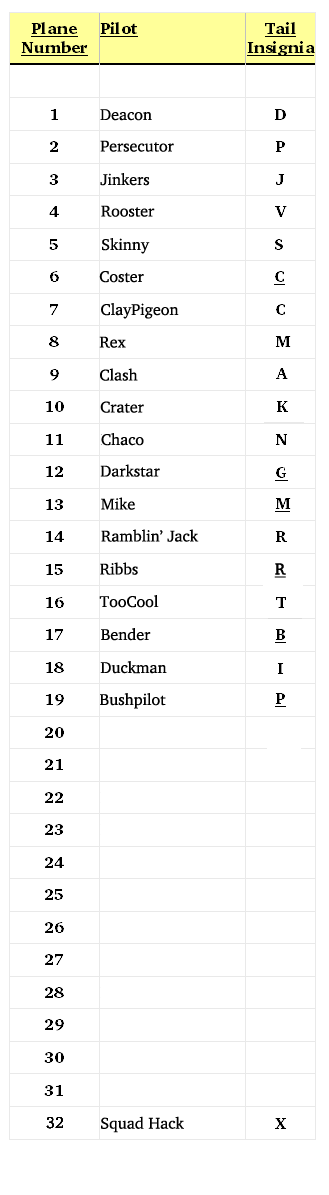 Plane Number Pilot Tail Insignia
1 Deacon D
2 Persecutor P
3 Jinkers J
4 Rooster V
5 Skinny S
6 Coster C
7 ClayPigeon C
8 Rex M
9 Clash A
10 Crater K
11 Chaco N
12 Darkstar G
13 Mike M
14 Ramblin’ Jack R
15 Ribbs R
16 TooCool T
17 Bender B
18 Duckman I
19 Bushpilot P
20
21
22
23
24
25
26
27
28
29
30
31
32 Squad Hack X